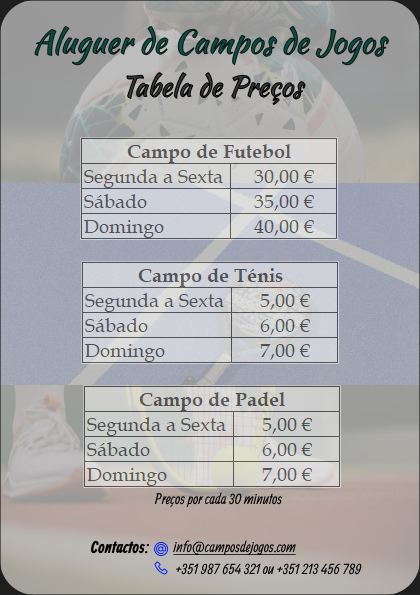 Aluguer de Campos de Jogos
Tabela de Preços
Campo de Futebol
Segunda a Sexta 30,00 €
Sábado 35,00 €
Domingo 40,00 €
Campo de Ténis
Segunda a Sexta 5,00 €
Sábado 6,00 €
Domingo 7,00 €
Campo de Padel
Segunda a Sexta 5,00 €
Sábado 6,00 €
Domingo 7,00 €
Preços por cada 30 minutos
Contactos: info@camposdejogos.com
+351 987 654 321 ou +351 213 456 789